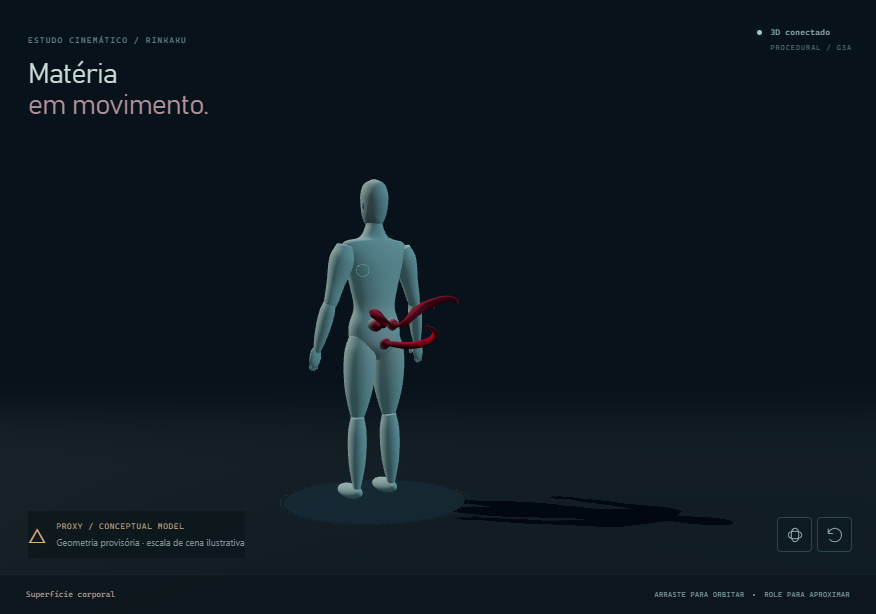 ESTUDO CINEMÁTICO / RINKAKU
Matéria
em movimento.
3D conectado
PROCEDURAL / G3A
PROXY / CONCEPTUAL MODEL
Geometria provisória · escala de cena ilustrativa
Superfície corporal
ARRASTE PARA ORBITAR • ROLE PARA APROXIMAR